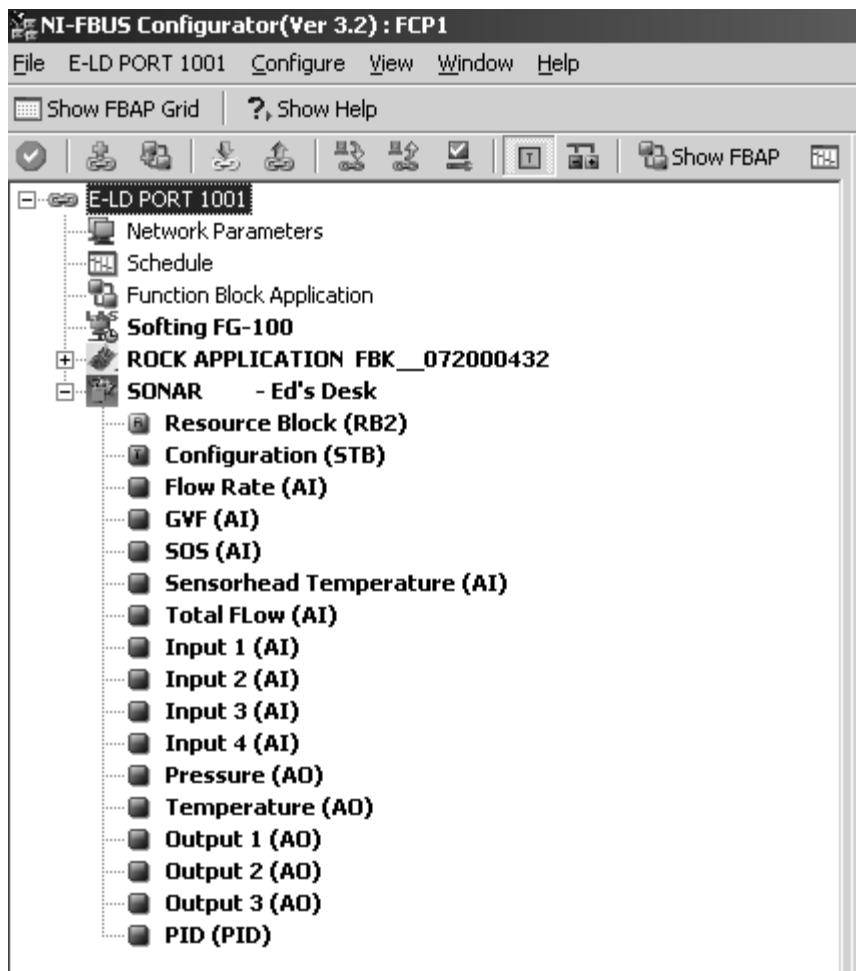 NI-FBUS Configurator(Ver 3.2) : FCP1
File E-LD PORT 1001 Configure View Window Help
Show FBAP Grid ?, Show Help
T Show FBAP
E-LD PORT 1001
Network Parameters
Schedule
Function Block Application
Softing FG-100
ROCK APPLICATION FBK__072000432
SONAR - Ed's Desk
R Resource Block (RB2)
T Configuration (STB)
Flow Rate (AI)
GVF (AI)
SOS (AI)
Sensorhead Temperature (AI)
Total FLow (AI)
Input 1 (AI)
Input 2 (AI)
Input 3 (AI)
Input 4 (AI)
Pressure (AO)
Temperature (AO)
Output 1 (AO)
Output 2 (AO)
Output 3 (AO)
PID (PID)